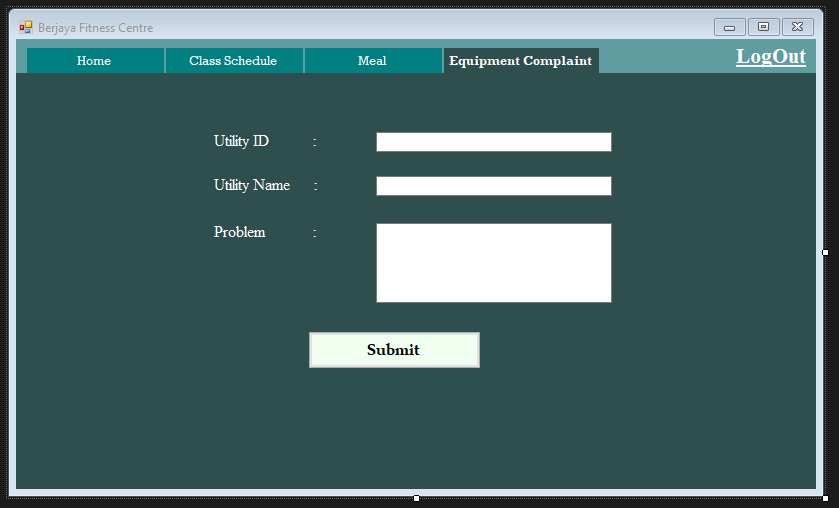 Berjaya Fitness Centre
Home Class Schedule Meal Equipment Complaint LogOut
Utility ID :
Utility Name :
Problem :
Submit